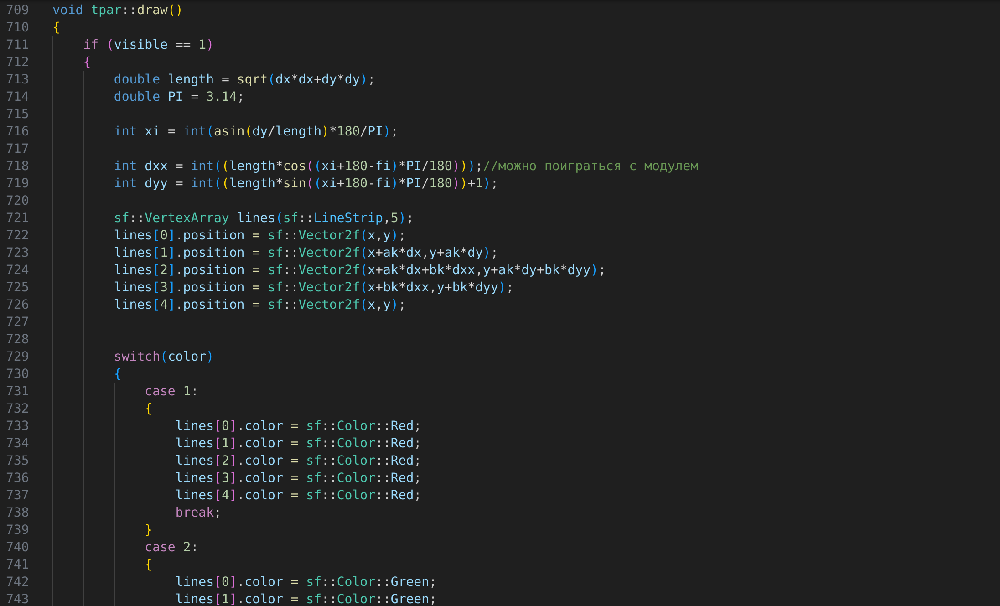 709 void tpar::draw()
710 {
711 if (visible == 1)
712 {
713 double length = sqrt(dx*dx+dy*dy);
714 double PI = 3.14;
715
716 int xi = int(asin(dy/length)*180/PI);
717
718 int dxx = int((length*cos((xi+180-fi)*PI/180)));//можно поиграться с модулем
719 int dyy = int((length*sin((xi+180-fi)*PI/180))+1);
720
721 sf::VertexArray lines(sf::LineStrip,5);
722 lines[0].position = sf::Vector2f(x,y);
723 lines[1].position = sf::Vector2f(x+ak*dx,y+ak*dy);
724 lines[2].position = sf::Vector2f(x+ak*dx+bk*dxx,y+ak*dy+bk*dyy);
725 lines[3].position = sf::Vector2f(x+bk*dxx,y+bk*dyy);
726 lines[4].position = sf::Vector2f(x,y);
727
728
729 switch(color)
730 {
731 case 1:
732 {
733 lines[0].color = sf::Color::Red;
734 lines[1].color = sf::Color::Red;
735 lines[2].color = sf::Color::Red;
736 lines[3].color = sf::Color::Red;
737 lines[4].color = sf::Color::Red;
738 break;
739 }
740 case 2:
741 {
742 lines[0].color = sf::Color::Green;
743 lines[1].color = sf::Color::Green;